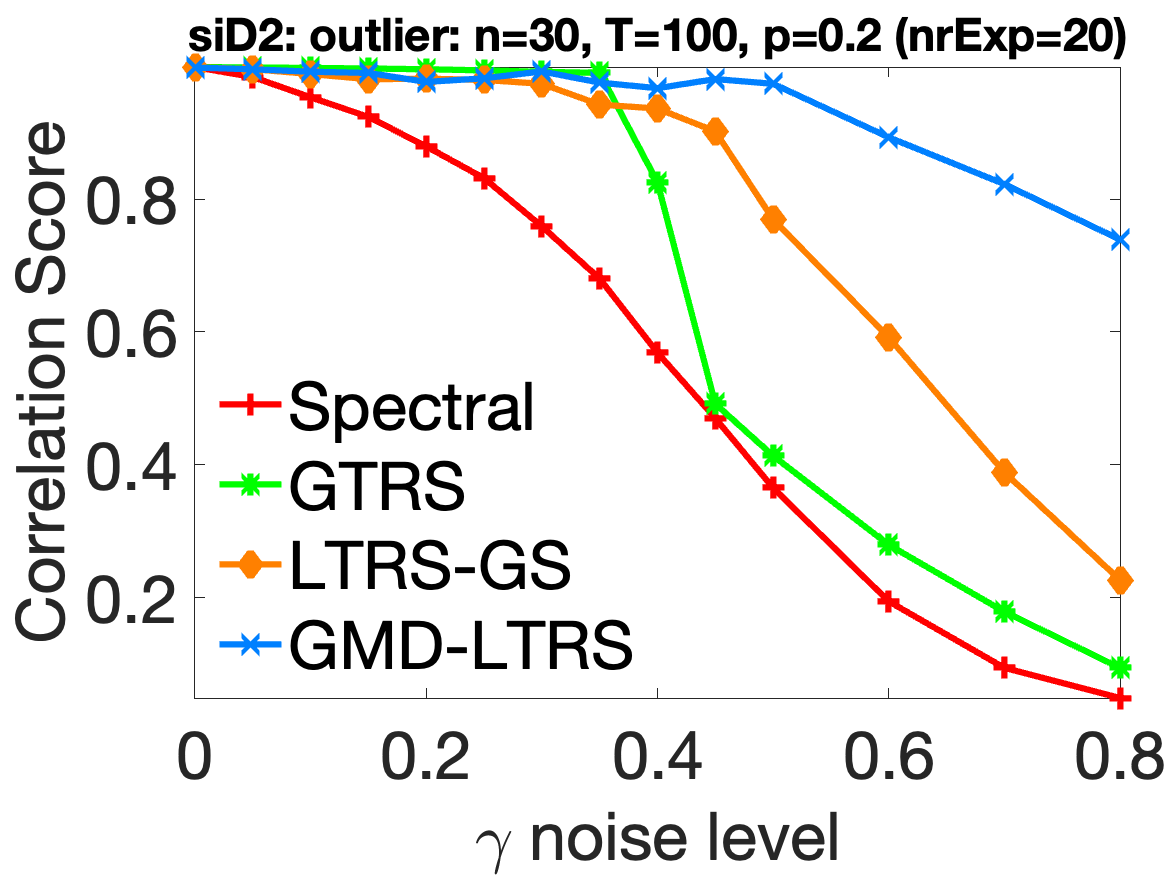 siD2: outlier: n=30, T=100, p=0.2 (nrExp=20)
Correlation Score
0.8
0.6
0.4
0.2
Spectral
GTRS
LTRS-GS
GMD-LTRS
0 0.2 0.4 0.6 0.8
γ noise level